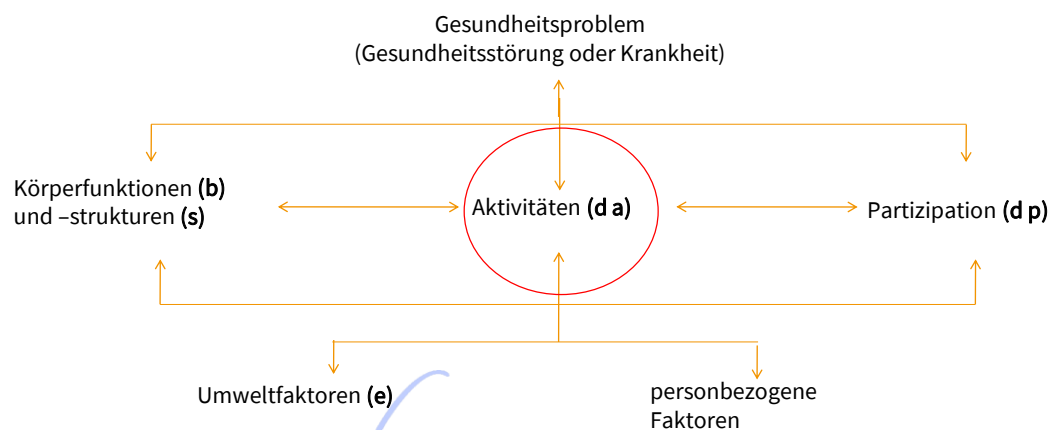 Gesundheitsproblem
(Gesundheitsstörung oder Krankheit)
Körperfunktionen (b)
und –strukturen (s)
Aktivitäten (d a)
Partizipation (d p)
Umweltfaktoren (e)
personbezogene
Faktoren